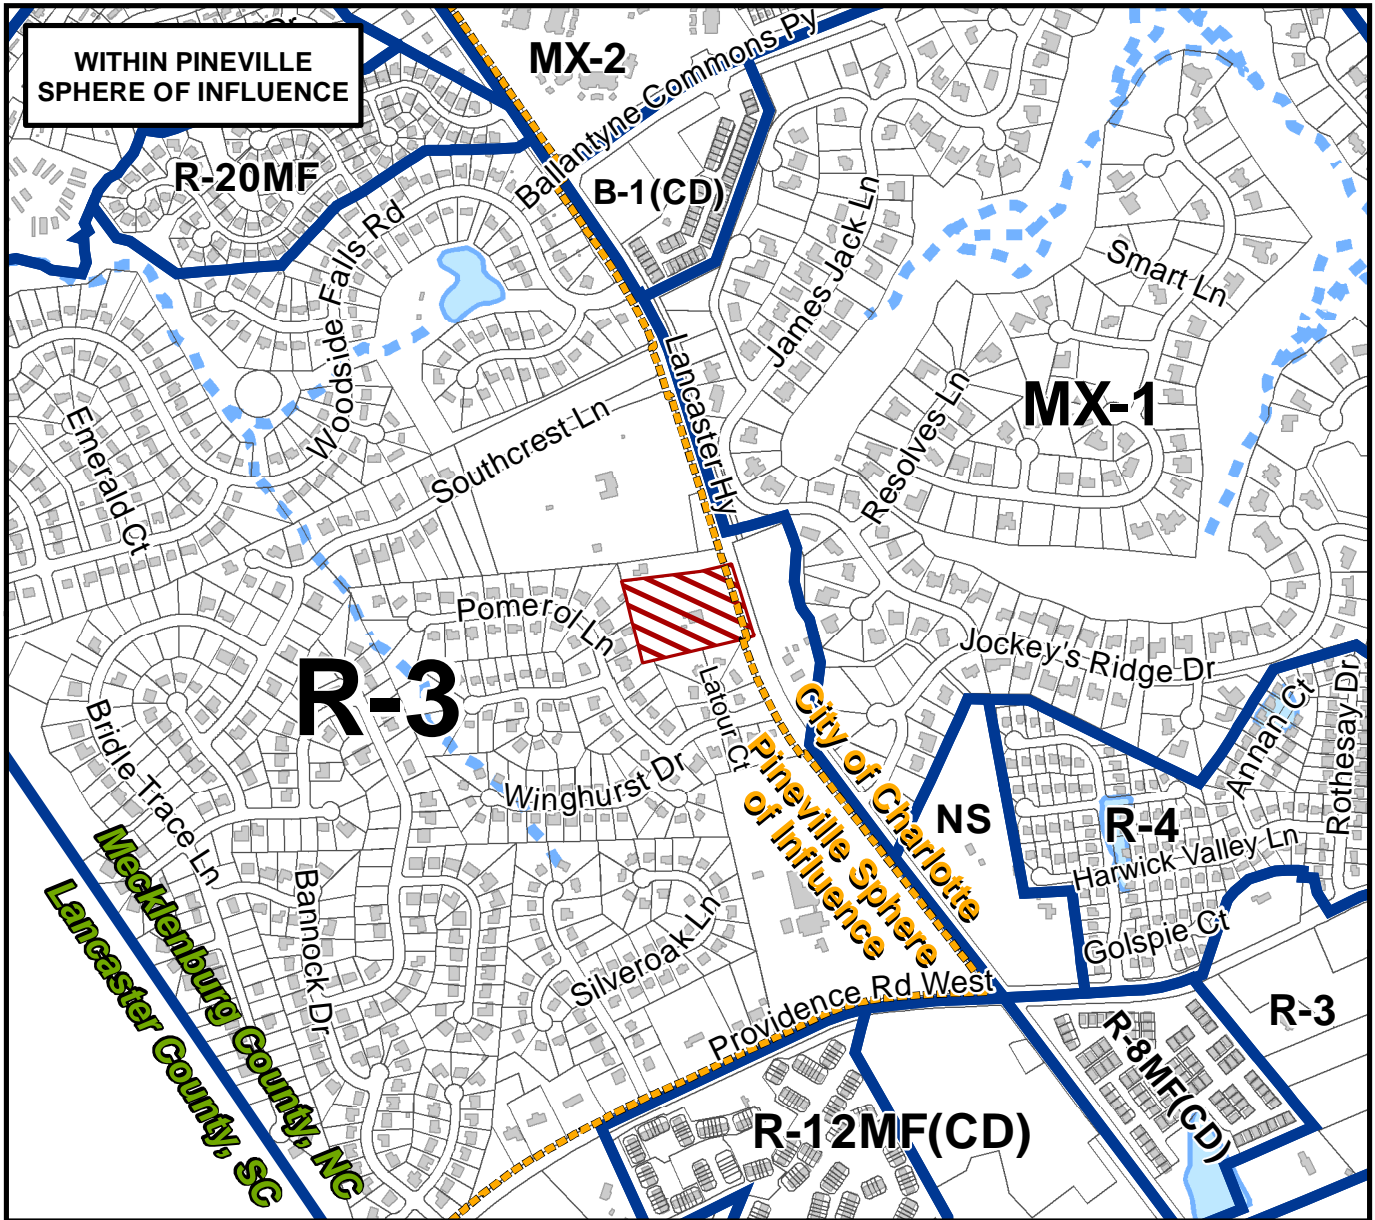 WITHIN PINEVILLE
SPHERE OF INFLUENCE
Dr
MX-2
Ballantyne Commons Py
R-20MF
B-1(CD)
Woodsipe Falls Rd
James Jack Ln
Smart Ln
Lancaster Hy
MX-1
Resolves Ln
Emerald Ct
Southcrest Ln
Pomerol Ln
Jockey's Ridge Dr
R-3
Latour Ct
Annan Ct
Rothesay Dr
City of Charlotte
Pineville Sphere
of Influence
Bridle Trace Ln
Winghurst Dr
NS
R-4
Harwick Valley Ln
Mecklenburg County, NC
Lancaster County, SC
Bannock Dr
Silveroak Ln
Golspie Ct
Providence Rd West
R-3
R-8MF(CD)
R-12MF(CD)